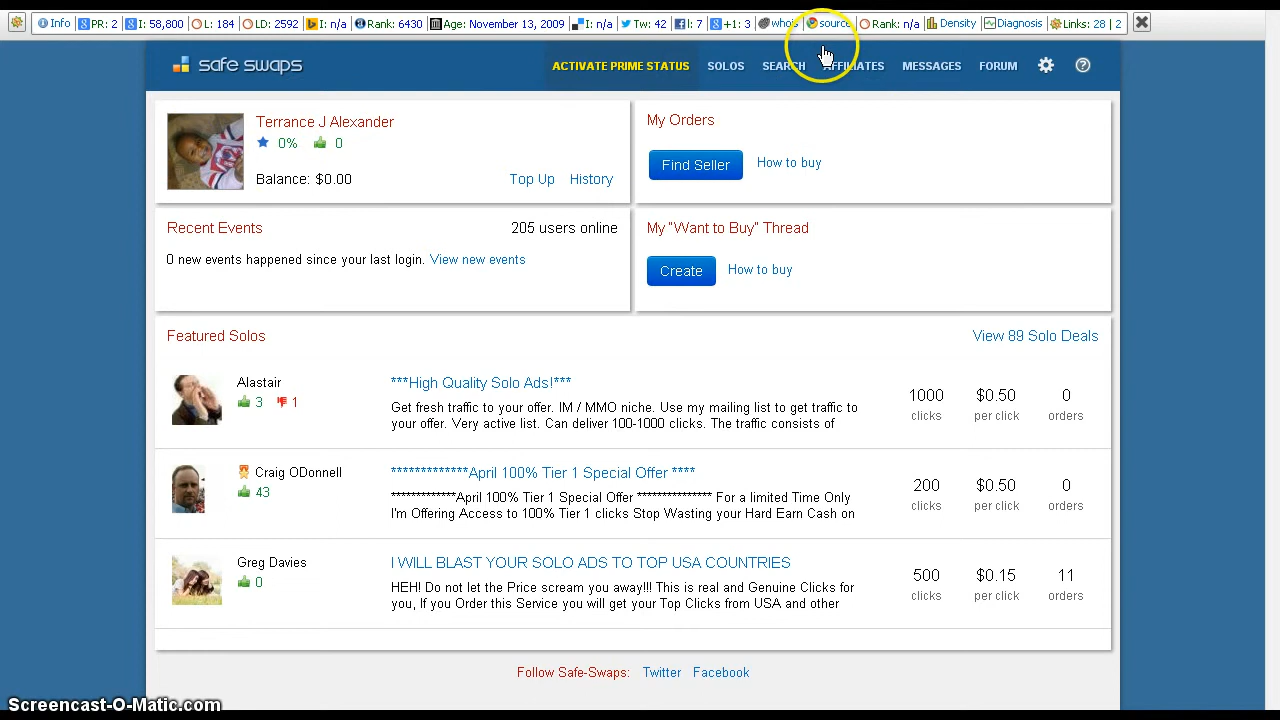 Info PR: 2 I: 58,800 L: 184 LD: 2592 I: n/a Rank: 6430 Age: November 13, 2009 I: n/a Tw: 42 l: 7 +1: 3 whois source Rank: n/a Density Diagnosis Links: 28 | 2
safe swaps ACTIVATE PRIME STATUS SOLOS SEARCH AFFILIATES MESSAGES FORUM
Terrance J Alexander
0% 0
Balance: $0.00 Top Up History
My Orders
Find Seller How to buy
Recent Events 205 users online
0 new events happened since your last login. View new events
My "Want to Buy" Thread
Create How to buy
Featured Solos View 89 Solo Deals
Alastair
3 1
***High Quality Solo Ads!***
Get fresh traffic to your offer. IM / MMO niche. Use my mailing list to get traffic to
your offer. Very active list. Can deliver 100-1000 clicks. The traffic consists of
1000 $0.50 0
clicks per click orders
Craig ODonnell
43
*************April 100% Tier 1 Special Offer ****
*************April 100% Tier 1 Special Offer ************** For a limited Time Only
I'm Offering Access to 100% Tier 1 clicks Stop Wasting your Hard Earn Cash on
200 $0.50 0
clicks per click orders
Greg Davies
0
I WILL BLAST YOUR SOLO ADS TO TOP USA COUNTRIES
HEH! Do not let the Price scream you away!!! This is real and Genuine Clicks for
you, If you Order this Service you will get your Top Clicks from USA and other
500 $0.15 11
clicks per click orders
Follow Safe-Swaps: Twitter Facebook
Screencast-O-Matic.com